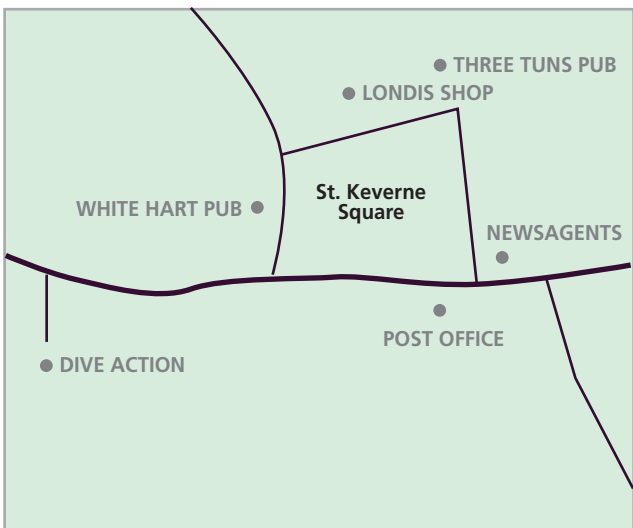 THREE TUNS PUB
LONDIS SHOP
St. Keverne
Square
WHITE HART PUB
NEWSAGENTS
POST OFFICE
DIVE ACTION